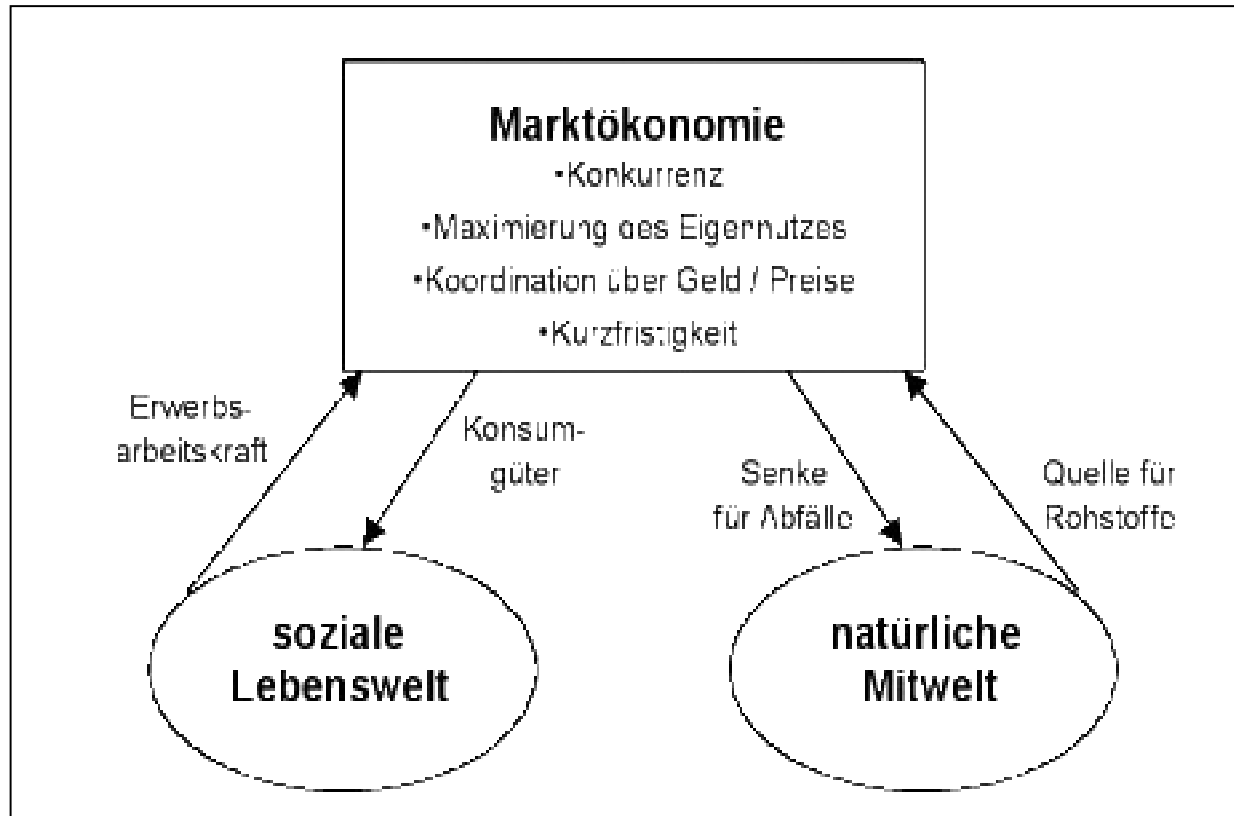 Marktökonomie
•Konkurrenz
•Maximierung des Eigennutzes
•Koordination über Geld / Preise
•Kurzfristigkeit
Erwerbs-
arbeitskraft
Konsum-
güter
Senke
für Abfälle
Quelle für
Rohstoffe
soziale
Lebenswelt
natürliche
Mitwelt